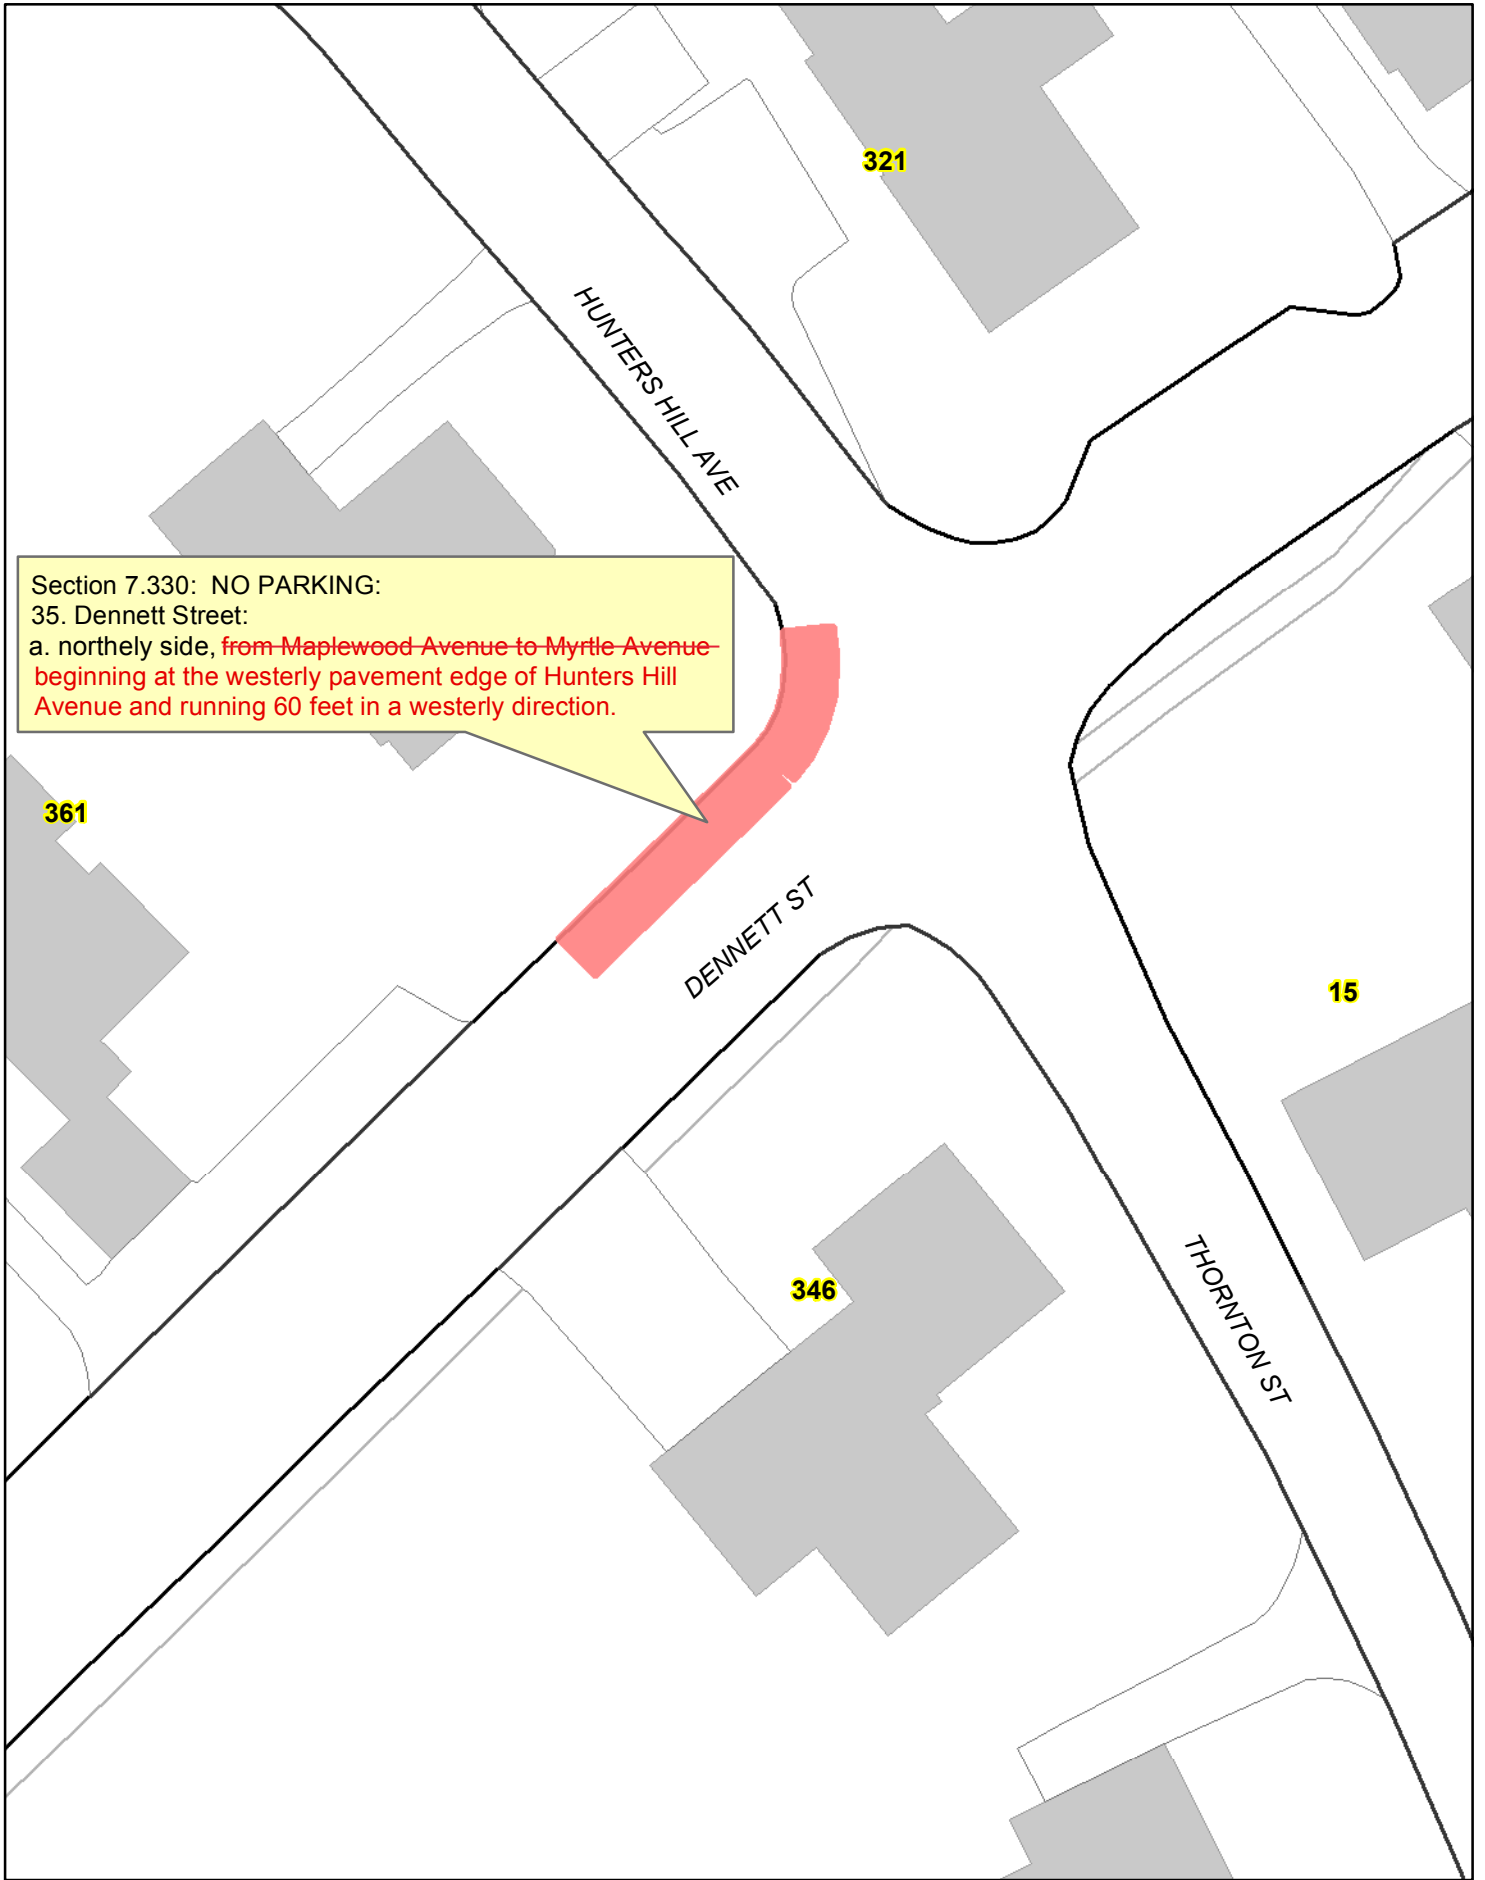 321
HUNTERS HILL AVE
Section 7.330: NO PARKING:
35. Dennett Street:
a. northely side, from Maplewood Avenue to Myrtle Avenue
beginning at the westerly pavement edge of Hunters Hill
Avenue and running 60 feet in a westerly direction.
361
DENNETT ST
15
346
THORNTON ST